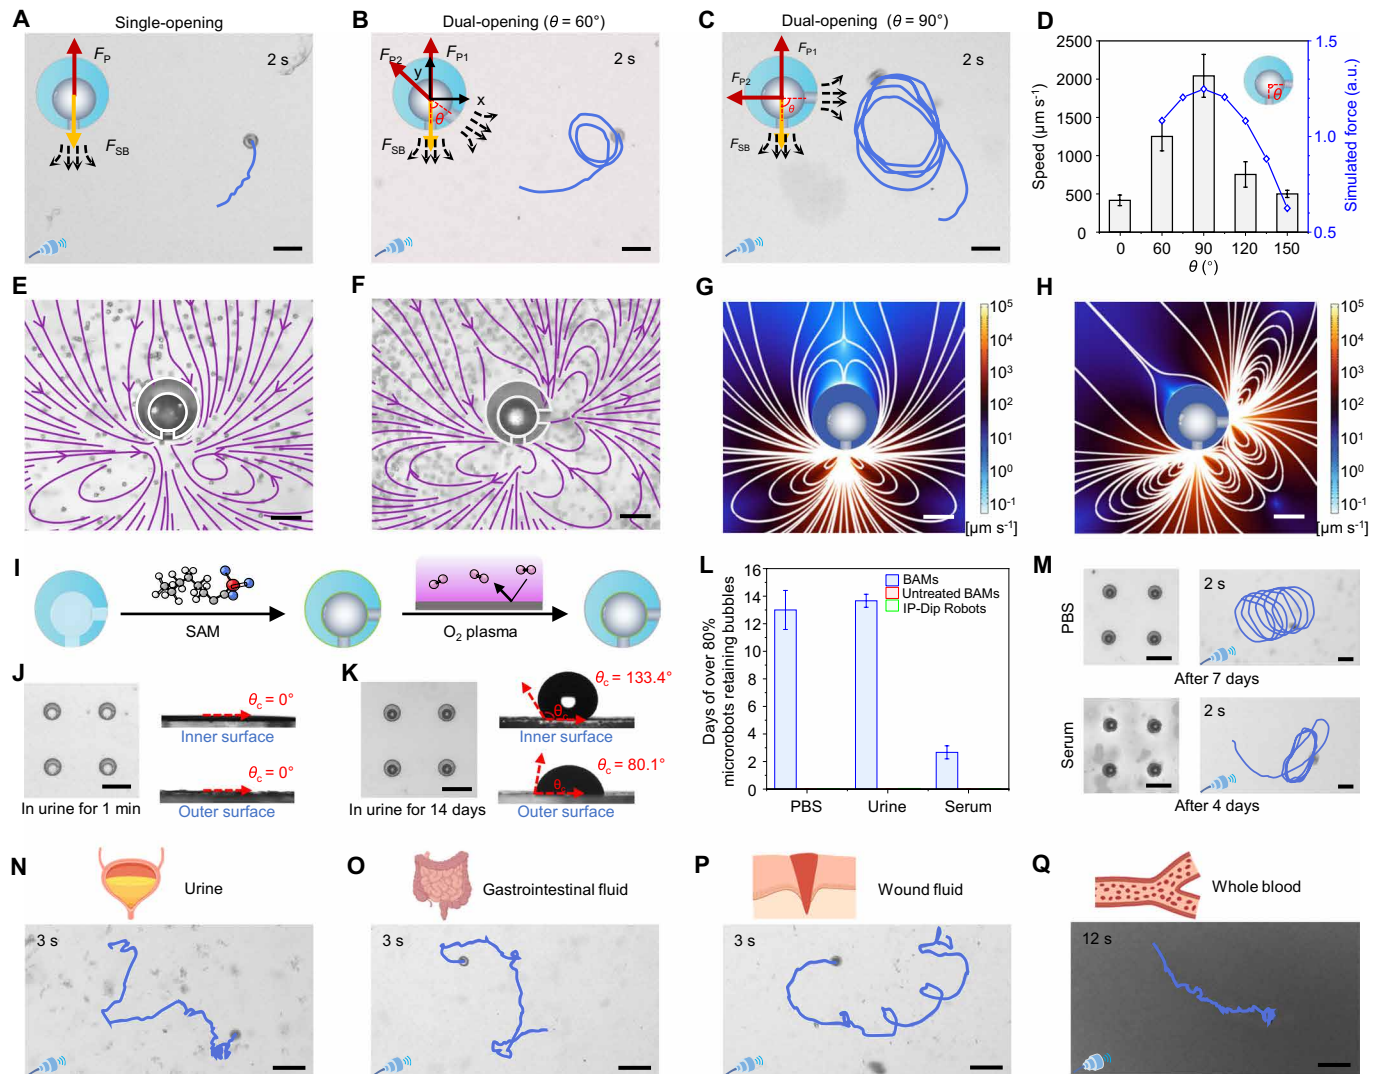 A
Single-opening
F_P
2 s
F_SB
B
Dual-opening (θ = 60°)
F_P1
F_P2
y
x
θ
2 s
F_SB
C
Dual-opening (θ = 90°)
F_P1
F_P2
θ
2 s
F_SB
D
2500
2000
1500
1000
500
0
Speed (µm s⁻¹)
0 60 90 120 150
θ (°)
1.5
1.0
0.5
Simulated force (a.u.)
θ
E
F
G
10⁵
10⁴
10³
10²
10¹
10⁰
10⁻¹
[µm s⁻¹]
H
10⁵
10⁴
10³
10²
10¹
10⁰
10⁻¹
[µm s⁻¹]
I
SAM
O₂ plasma
J
In urine for 1 min
θ_c = 0°
Inner surface
θ_c = 0°
Outer surface
K
In urine for 14 days
θ_c = 133.4°
θ_c
Inner surface
θ_c = 80.1°
θ_c
Outer surface
L
Days of over 80%
microrobots retaining bubbles
16
14
12
10
8
6
4
2
0
BAMs
Untreated BAMs
IP-Dip Robots
PBS Urine Serum
M
PBS
2 s
After 7 days
Serum
2 s
After 4 days
N
Urine
3 s
O
Gastrointestinal fluid
3 s
P
Wound fluid
3 s
Q
Whole blood
12 s